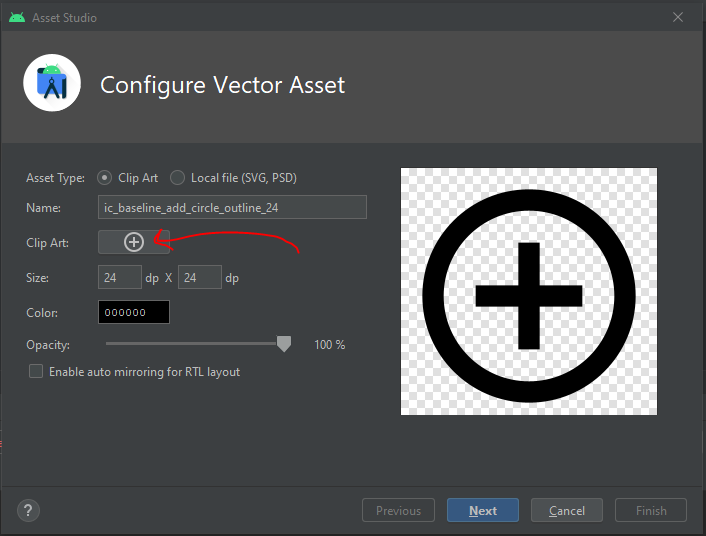 Asset Studio
Configure Vector Asset
Asset Type: Clip Art Local file (SVG, PSD)
Name: ic_baseline_add_circle_outline_24
Clip Art:
Size: 24 dp X 24 dp
Color: 000000
Opacity: 100 %
Enable auto mirroring for RTL layout
? Previous Next Cancel Finish